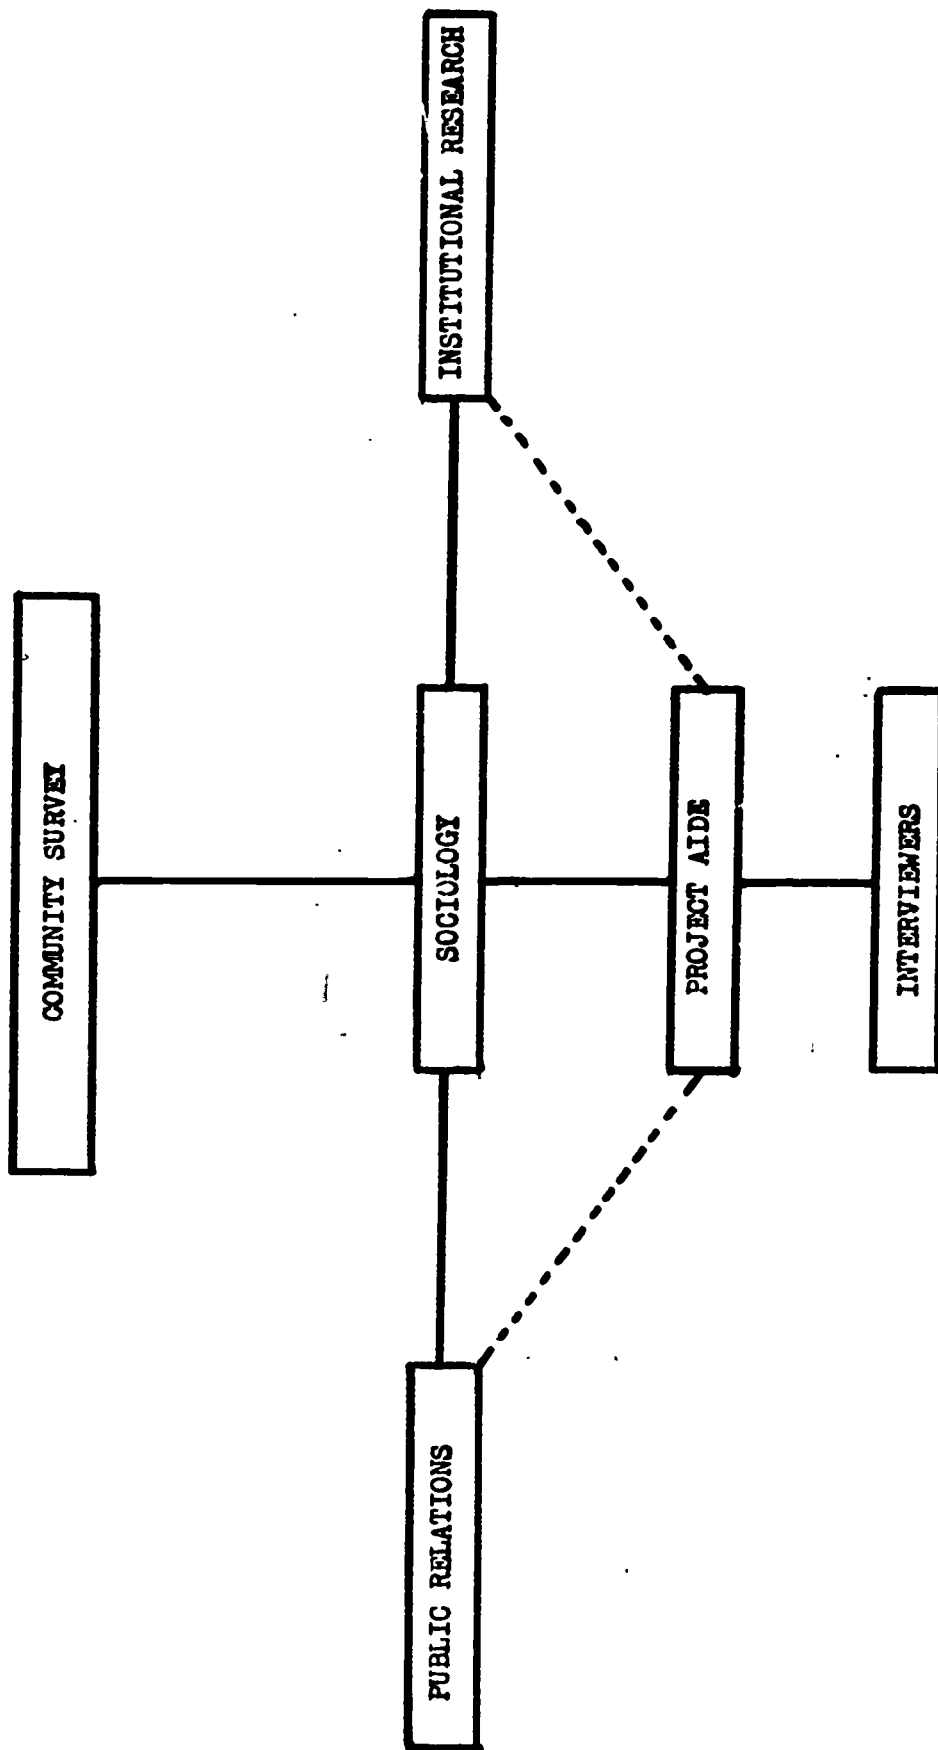 COMMUNITY SURVEY
PUBLIC RELATIONS
SOCIOLOGY
INSTITUTIONAL RESEARCH
PROJECT AIDE
INTERVIEWERS